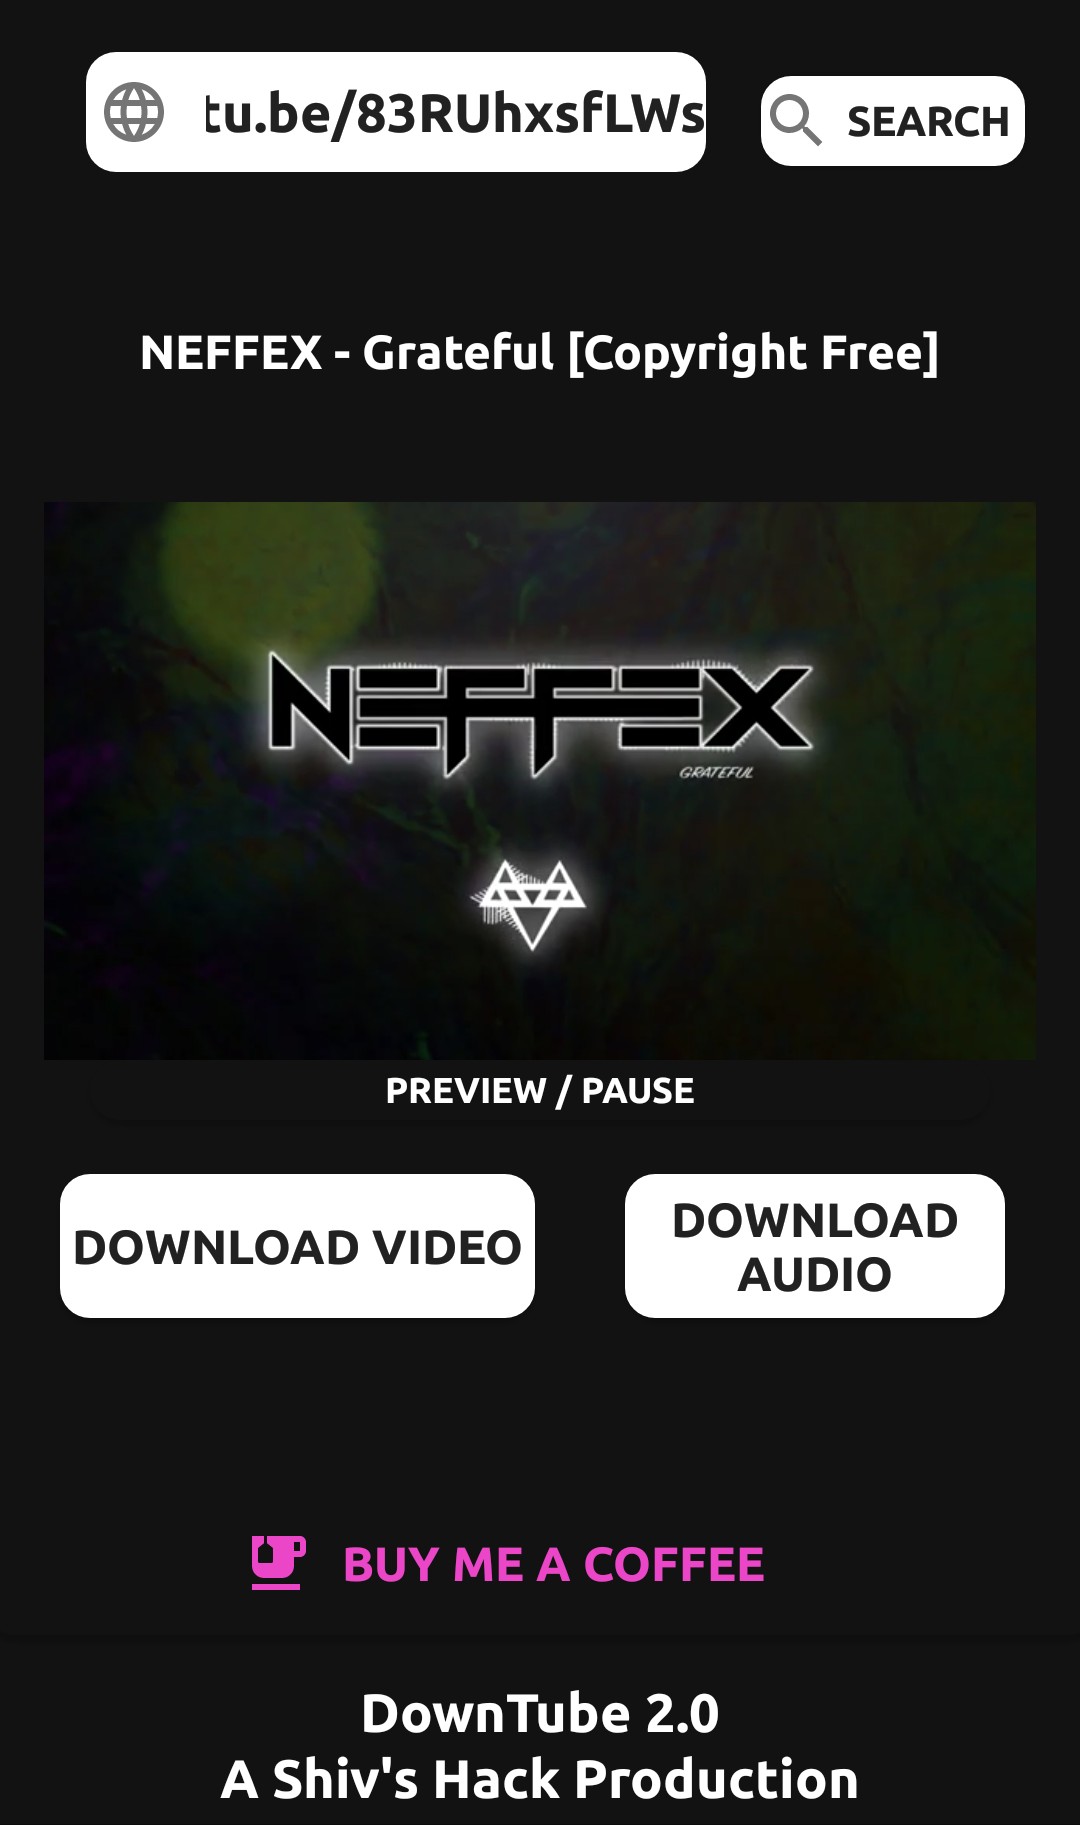 tu.be/83RUhxsfLWs
SEARCH
NEFFEX - Grateful [Copyright Free]
NEFFEX
GRATEFUL
PREVIEW / PAUSE
DOWNLOAD VIDEO
DOWNLOAD
AUDIO
BUY ME A COFFEE
DownTube 2.0
A Shiv's Hack Production